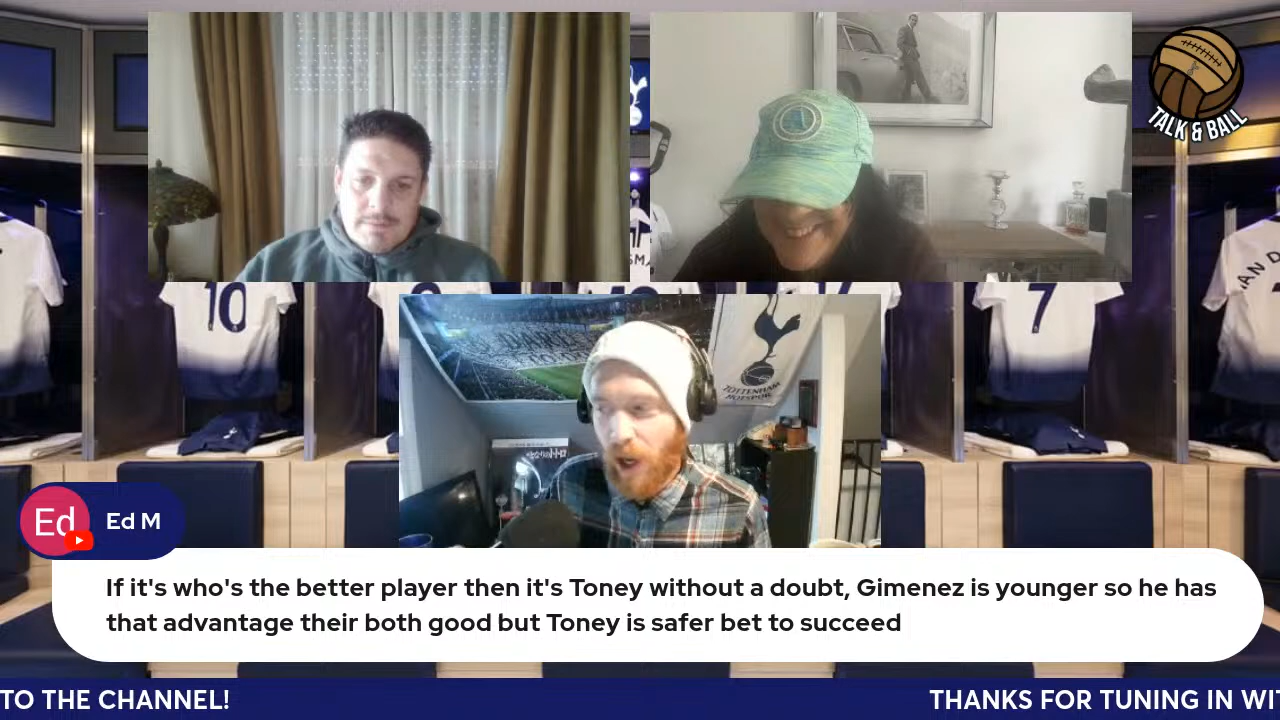 TALK & BALL
10
7
TOTTENHAM
HOTSPUR
Ed
Ed M
If it's who's the better player then it's Toney without a doubt, Gimenez is younger so he has
that advantage their both good but Toney is safer bet to succeed
TO THE CHANNEL!
THANKS FOR TUNING IN WI